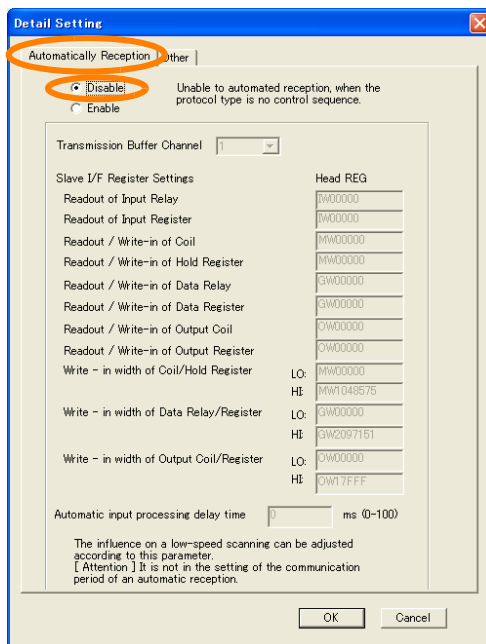 Detail Setting
Automatically Reception Other
Disable
Unable to automated reception, when the
protocol type is no control sequence.
Enable
Transmission Buffer Channel 1
Slave I/F Register Settings Head REG
Readout of Input Relay IW00000
Readout of Input Register IW00000
Readout / Write-in of Coil MW00000
Readout / Write-in of Hold Register MW00000
Readout / Write-in of Data Relay GW00000
Readout / Write-in of Data Register GW00000
Readout / Write-in of Output Coil OW00000
Readout / Write-in of Output Register OW00000
Write - in width of Coil/Hold Register LO: MW00000
HI: MW1048575
Write - in width of Data Relay/Register LO: GW00000
HI: GW2097151
Write - in width of Output Coil/Register LO: OW00000
HI: OW17FFF
Automatic input processing delay time 0 ms (0-100)
The influence on a low-speed scanning can be adjusted
according to this parameter.
[ Attention ] It is not in the setting of the communication
period of an automatic reception.
OK Cancel